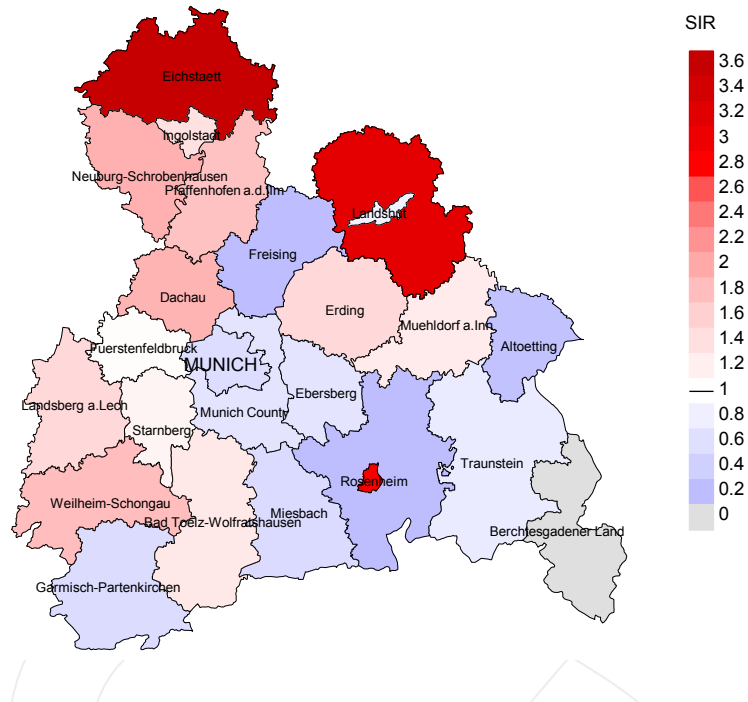 SIR
Eichstaett
Ingolstadt
Neuburg-Schrobenhausen
Pfaffenhofen a.d.Ilm
Landshut
Freising
Dachau
Erding
Muehldorf a.Inn
Altoetting
Fuerstenfeldbruck
MUNICH
Ebersberg
Landsberg a.Lech
Munich County
Starnberg
Traunstein
Rosenheim
Weilheim-Schongau
Miesbach
Bad Toelz-Wolfratshausen
Berchtesgadener Land
Garmisch-Partenkirchen
3.6
3.4
3.2
3
2.8
2.6
2.4
2.2
2
1.8
1.6
1.4
1.2
1
0.8
0.6
0.4
0.2
0